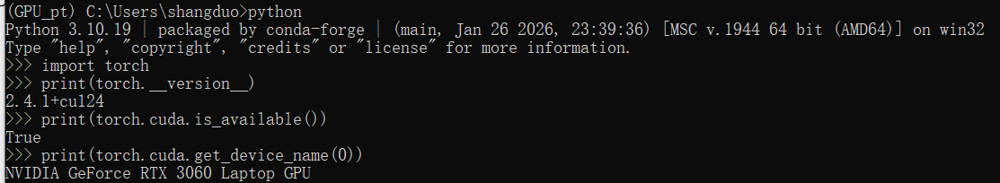 (GPU_pt) C:\Users\shangduo>python
Python 3.10.19 | packaged by conda-forge | (main, Jan 26 2026, 23:39:36) [MSC v.1944 64 bit (AMD64)] on win32
Type "help", "copyright", "credits" or "license" for more information.
>>> import torch
>>> print(torch.__version__)
2.4.1+cu124
>>> print(torch.cuda.is_available())
True
>>> print(torch.cuda.get_device_name(0))
NVIDIA GeForce RTX 3060 Laptop GPU